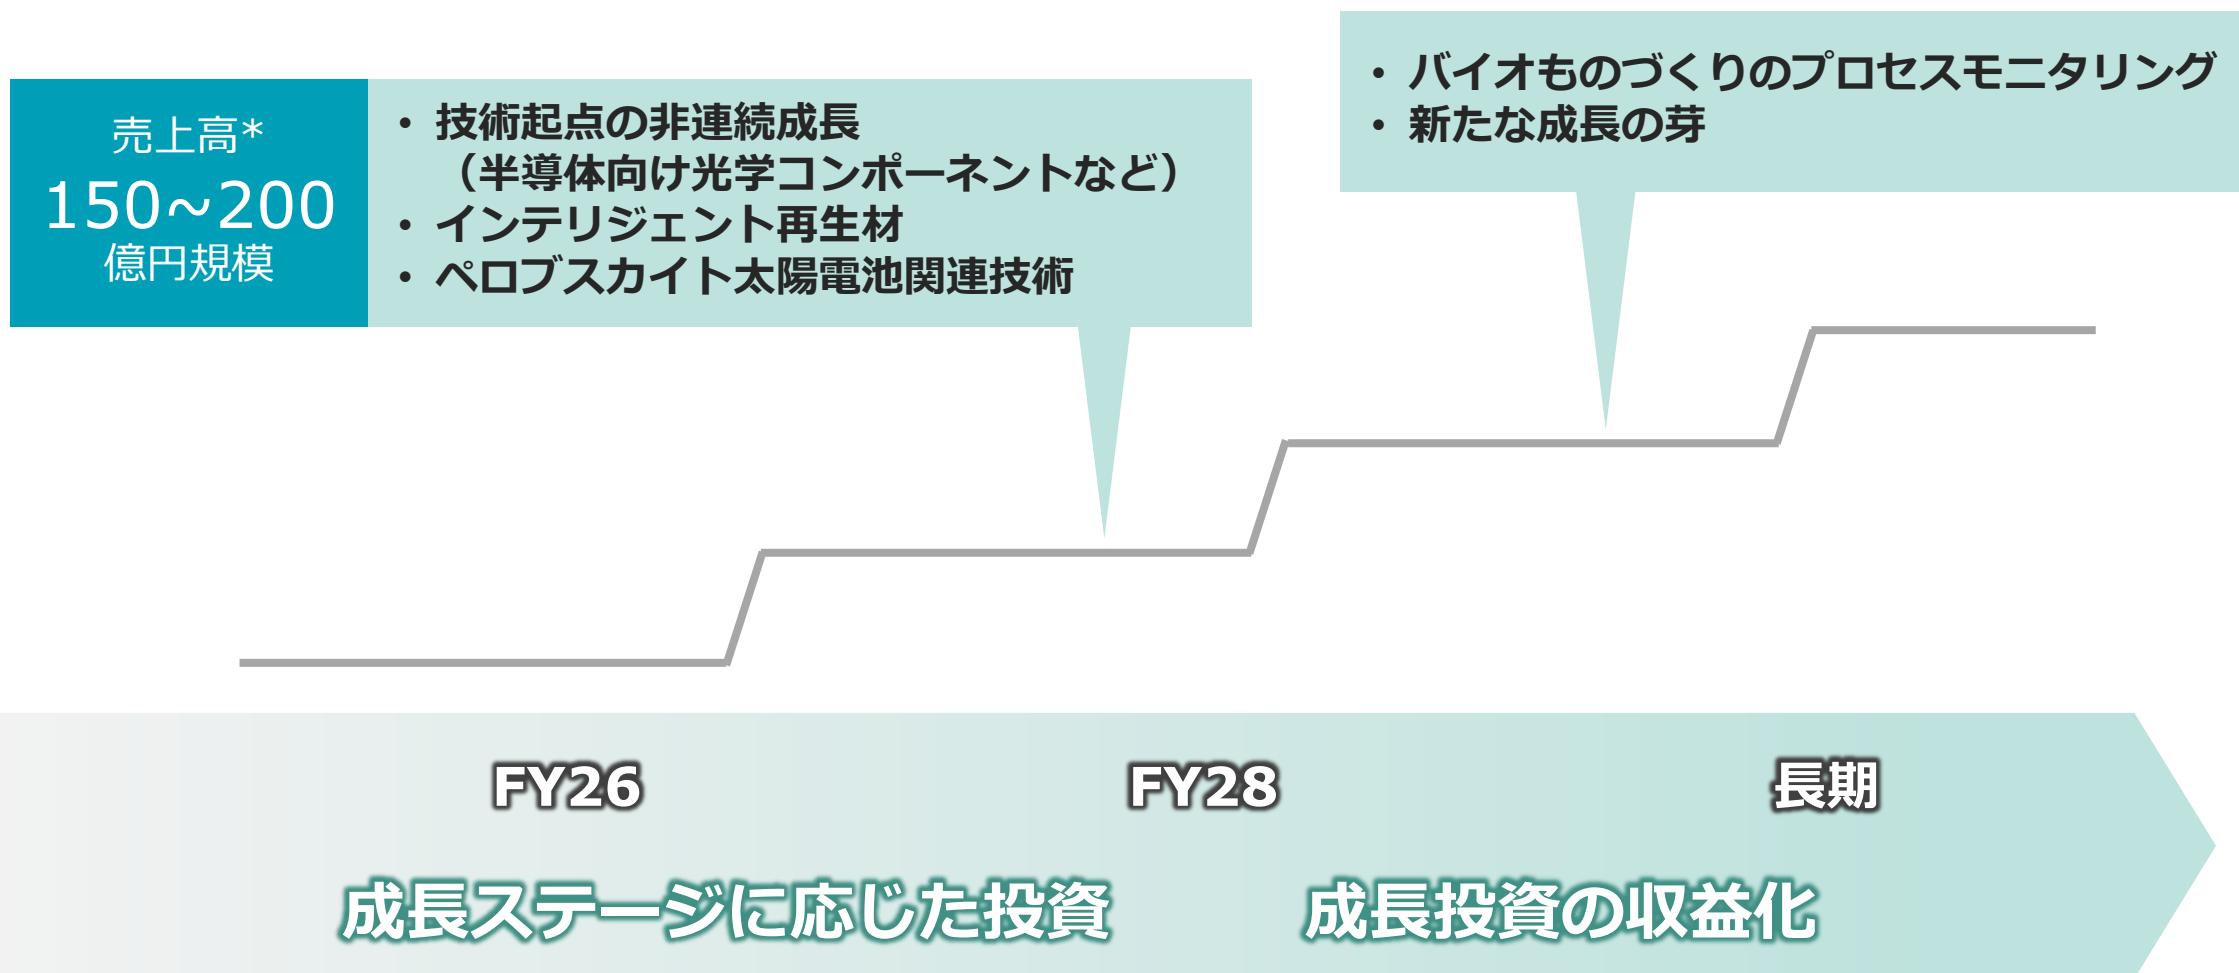 売上高*
150~200
億円規模
• 技術起点の非連続成長
（半導体向け光学コンポーネントなど）
• インテリジェント再生材
• ペロブスカイト太陽電池関連技術
• バイオものづくりのプロセスモニタリング
• 新たな成長の芽
FY26
FY28
長期
成長ステージに応じた投資
成長投資の収益化